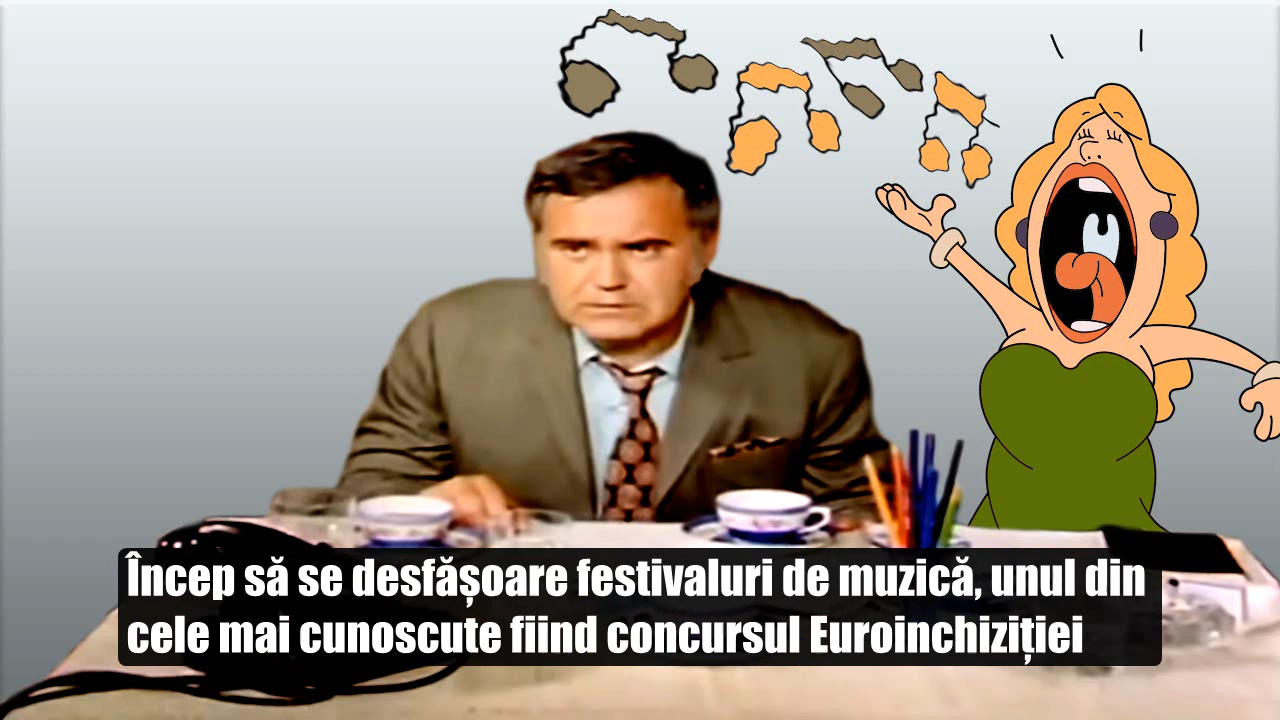 Încep să se desfășoare festivaluri de muzică, unul din
cele mai cunoscute fiind concursul Euroinchiziției